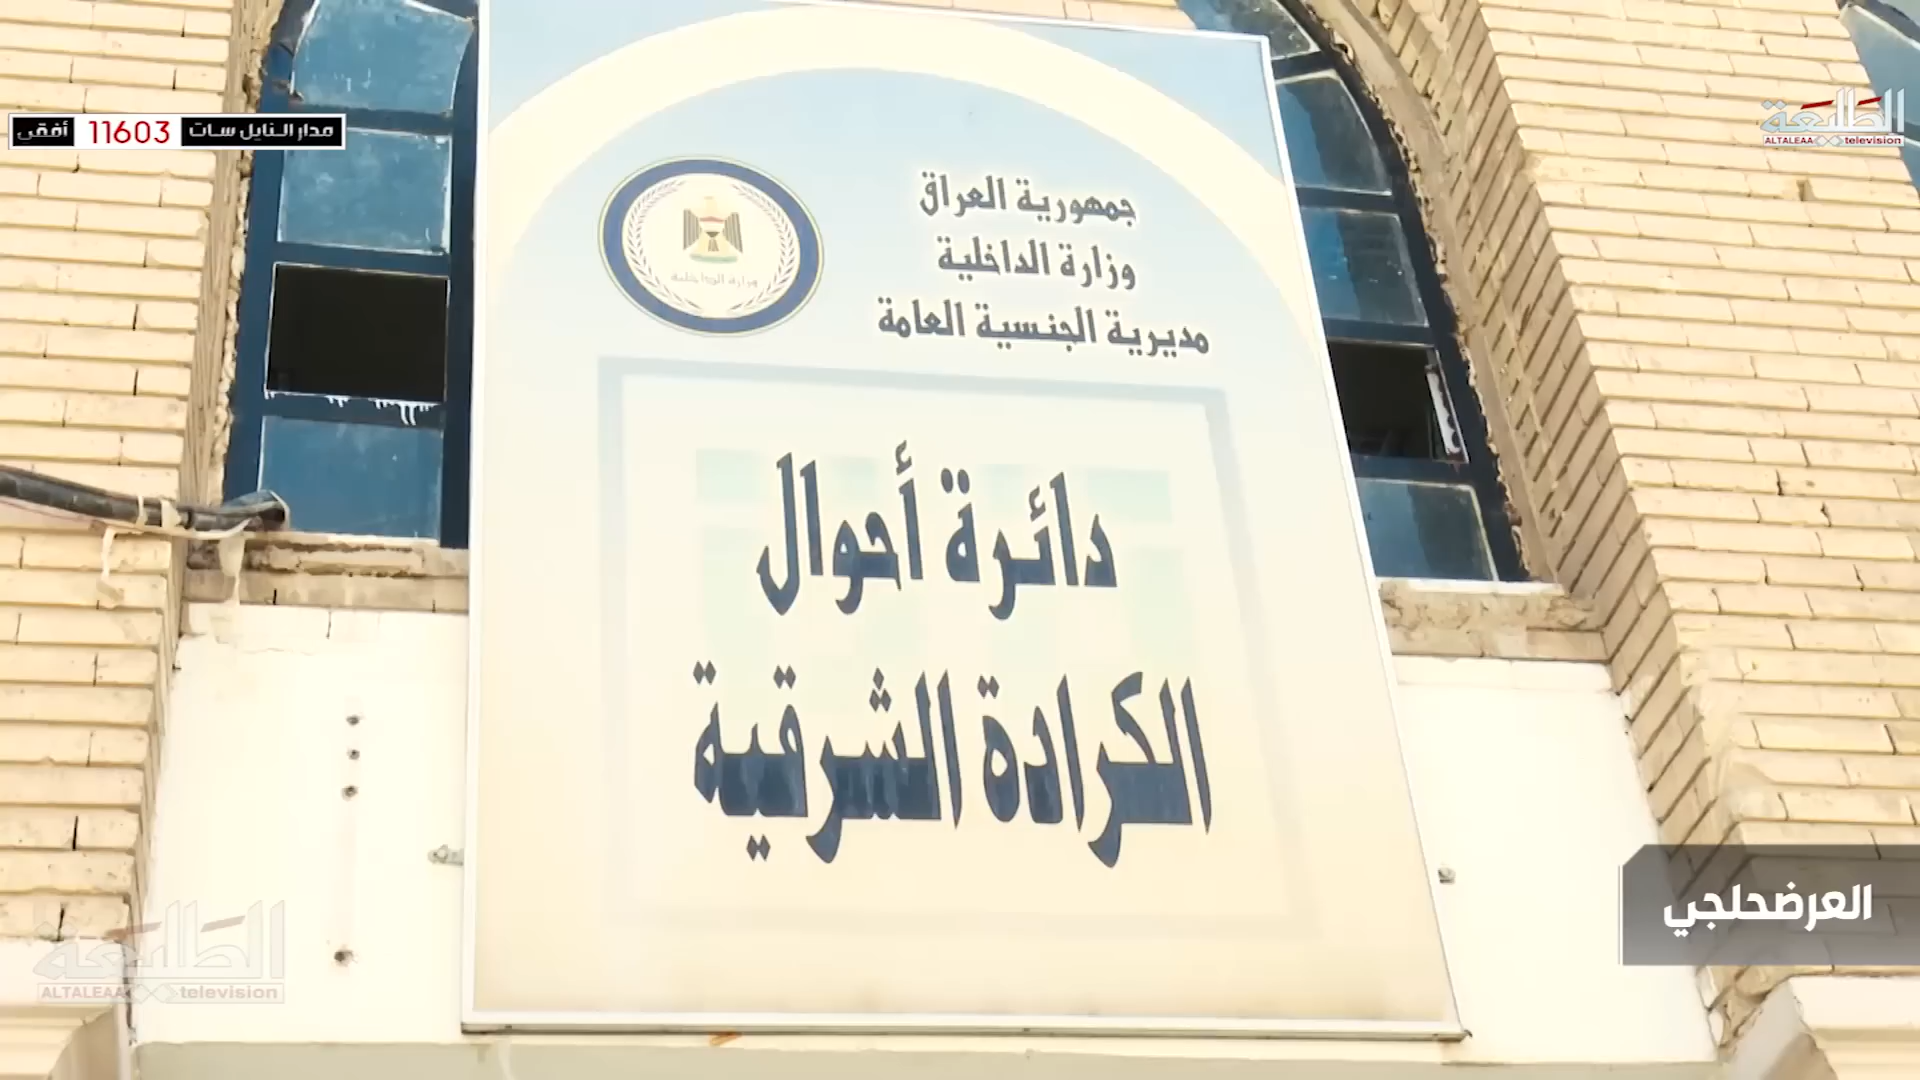 مدار النايل سات 11603 أفقي
الطليعة
ALTALEAA television
جمهورية العراق
وزارة الداخلية
مديرية الجنسية العامة
وزارة الداخلية
دائرة أحوال
الكرادة الشرقية
العرضحلجي
الطليعة
ALTALEAA television